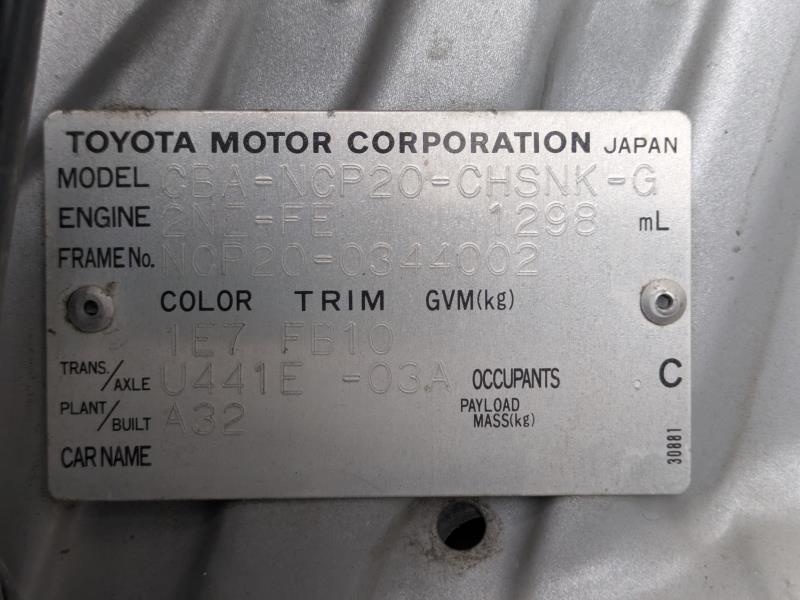 TOYOTA MOTOR CORPORATION JAPAN
MODEL CBA-NCP20-CHSNK-G
ENGINE 2NZ-FE 1298 mL
FRAME No. NCP20-0344002
COLOR TRIM GVM(kg)
1E7 FB10
TRANS./AXLE U441E -03A OCCUPANTS C
PLANT/BUILT A32 PAYLOAD MASS(kg)
CAR NAME
30881